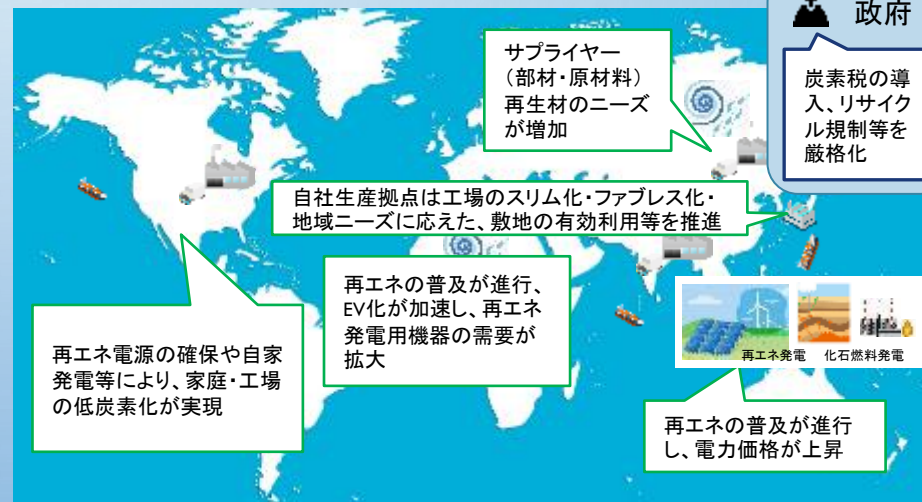 政府
炭素税の導
入、リサイク
ル規制等を
厳格化
サプライヤー
（部材・原材料）
再生材のニーズ
が増加
自社生産拠点は工場のスリム化・ファブレス化・
地域ニーズに応えた、敷地の有効利用等を推進
再エネの普及が進行、
EV化が加速し、再エネ
発電用機器の需要が
拡大
再エネ電源の確保や自家
発電等により、家庭・工場
の低炭素化が実現
再エネ発電
化石燃料発電
再エネの普及が進行
し、電力価格が上昇